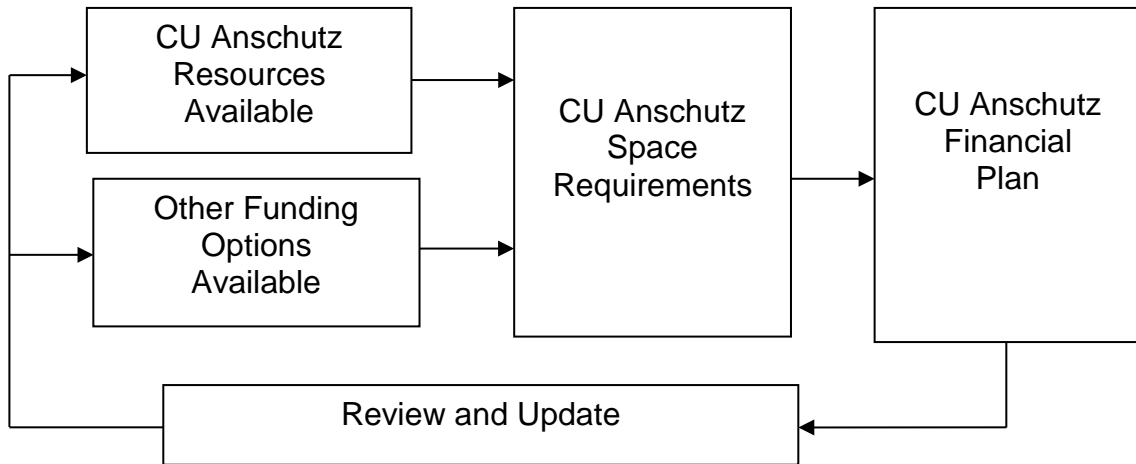 CU Anschutz
Resources
Available
Other Funding
Options
Available
CU Anschutz
Space
Requirements
CU Anschutz
Financial
Plan
Review and Update